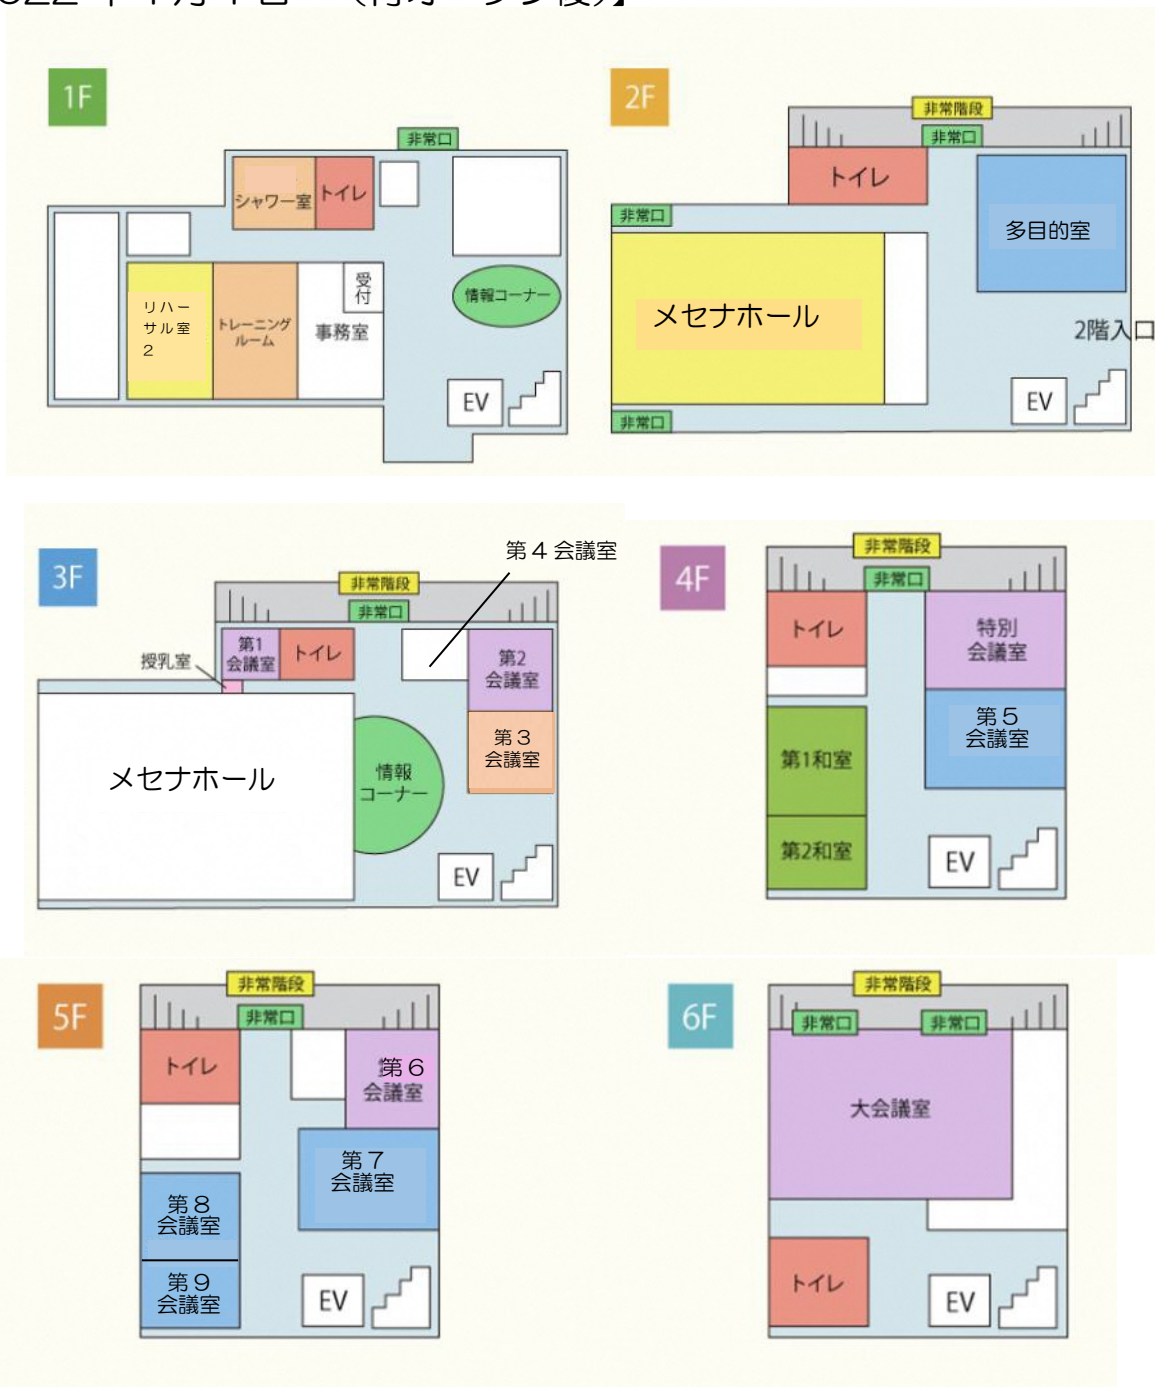 1F
非常口
シャワー室
トイレ
リハー
サル室
2
トレーニング
ルーム
受
付
事務室
情報コーナー
EV
2F
非常階段
非常口
トイレ
非常口
多目的室
メセナホール
2階入口
EV
非常口
3F
第4会議室
非常階段
非常口
第1
会議室
トイレ
授乳室
第2
会議室
第3
会議室
メセナホール
情報
コーナー
EV
4F
非常階段
非常口
トイレ
特別
会議室
第5
会議室
第1和室
第2和室
EV
5F
非常階段
非常口
トイレ
第6
会議室
第7
会議室
第8
会議室
第9
会議室
EV
6F
非常階段
非常口
非常口
大会議室
トイレ
EV